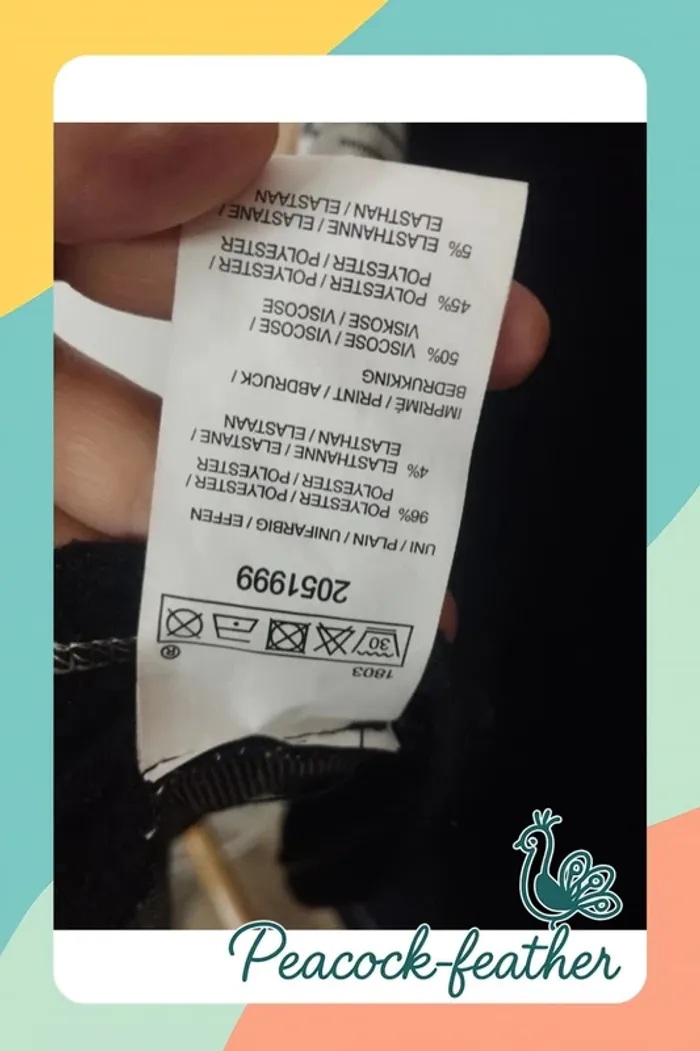 1803
®
30
2051999
UNI / PLAIN / UNIFARBIG / EFFEN
96% POLYESTER / POLYESTER /
POLYESTER / POLYESTER
4% ELASTHANNE / ELASTANE /
ELASTHAN / ELASTAAN
IMPRIMÉ / PRINT / ABDRUCK /
BEDRUKKING
50% VISCOSE / VISCOSE /
VISKOSE / VISCOSE
45% POLYESTER / POLYESTER /
POLYESTER / POLYESTER
5% ELASTHANNE / ELASTANE /
ELASTHAN / ELASTAAN
Peacock-feather